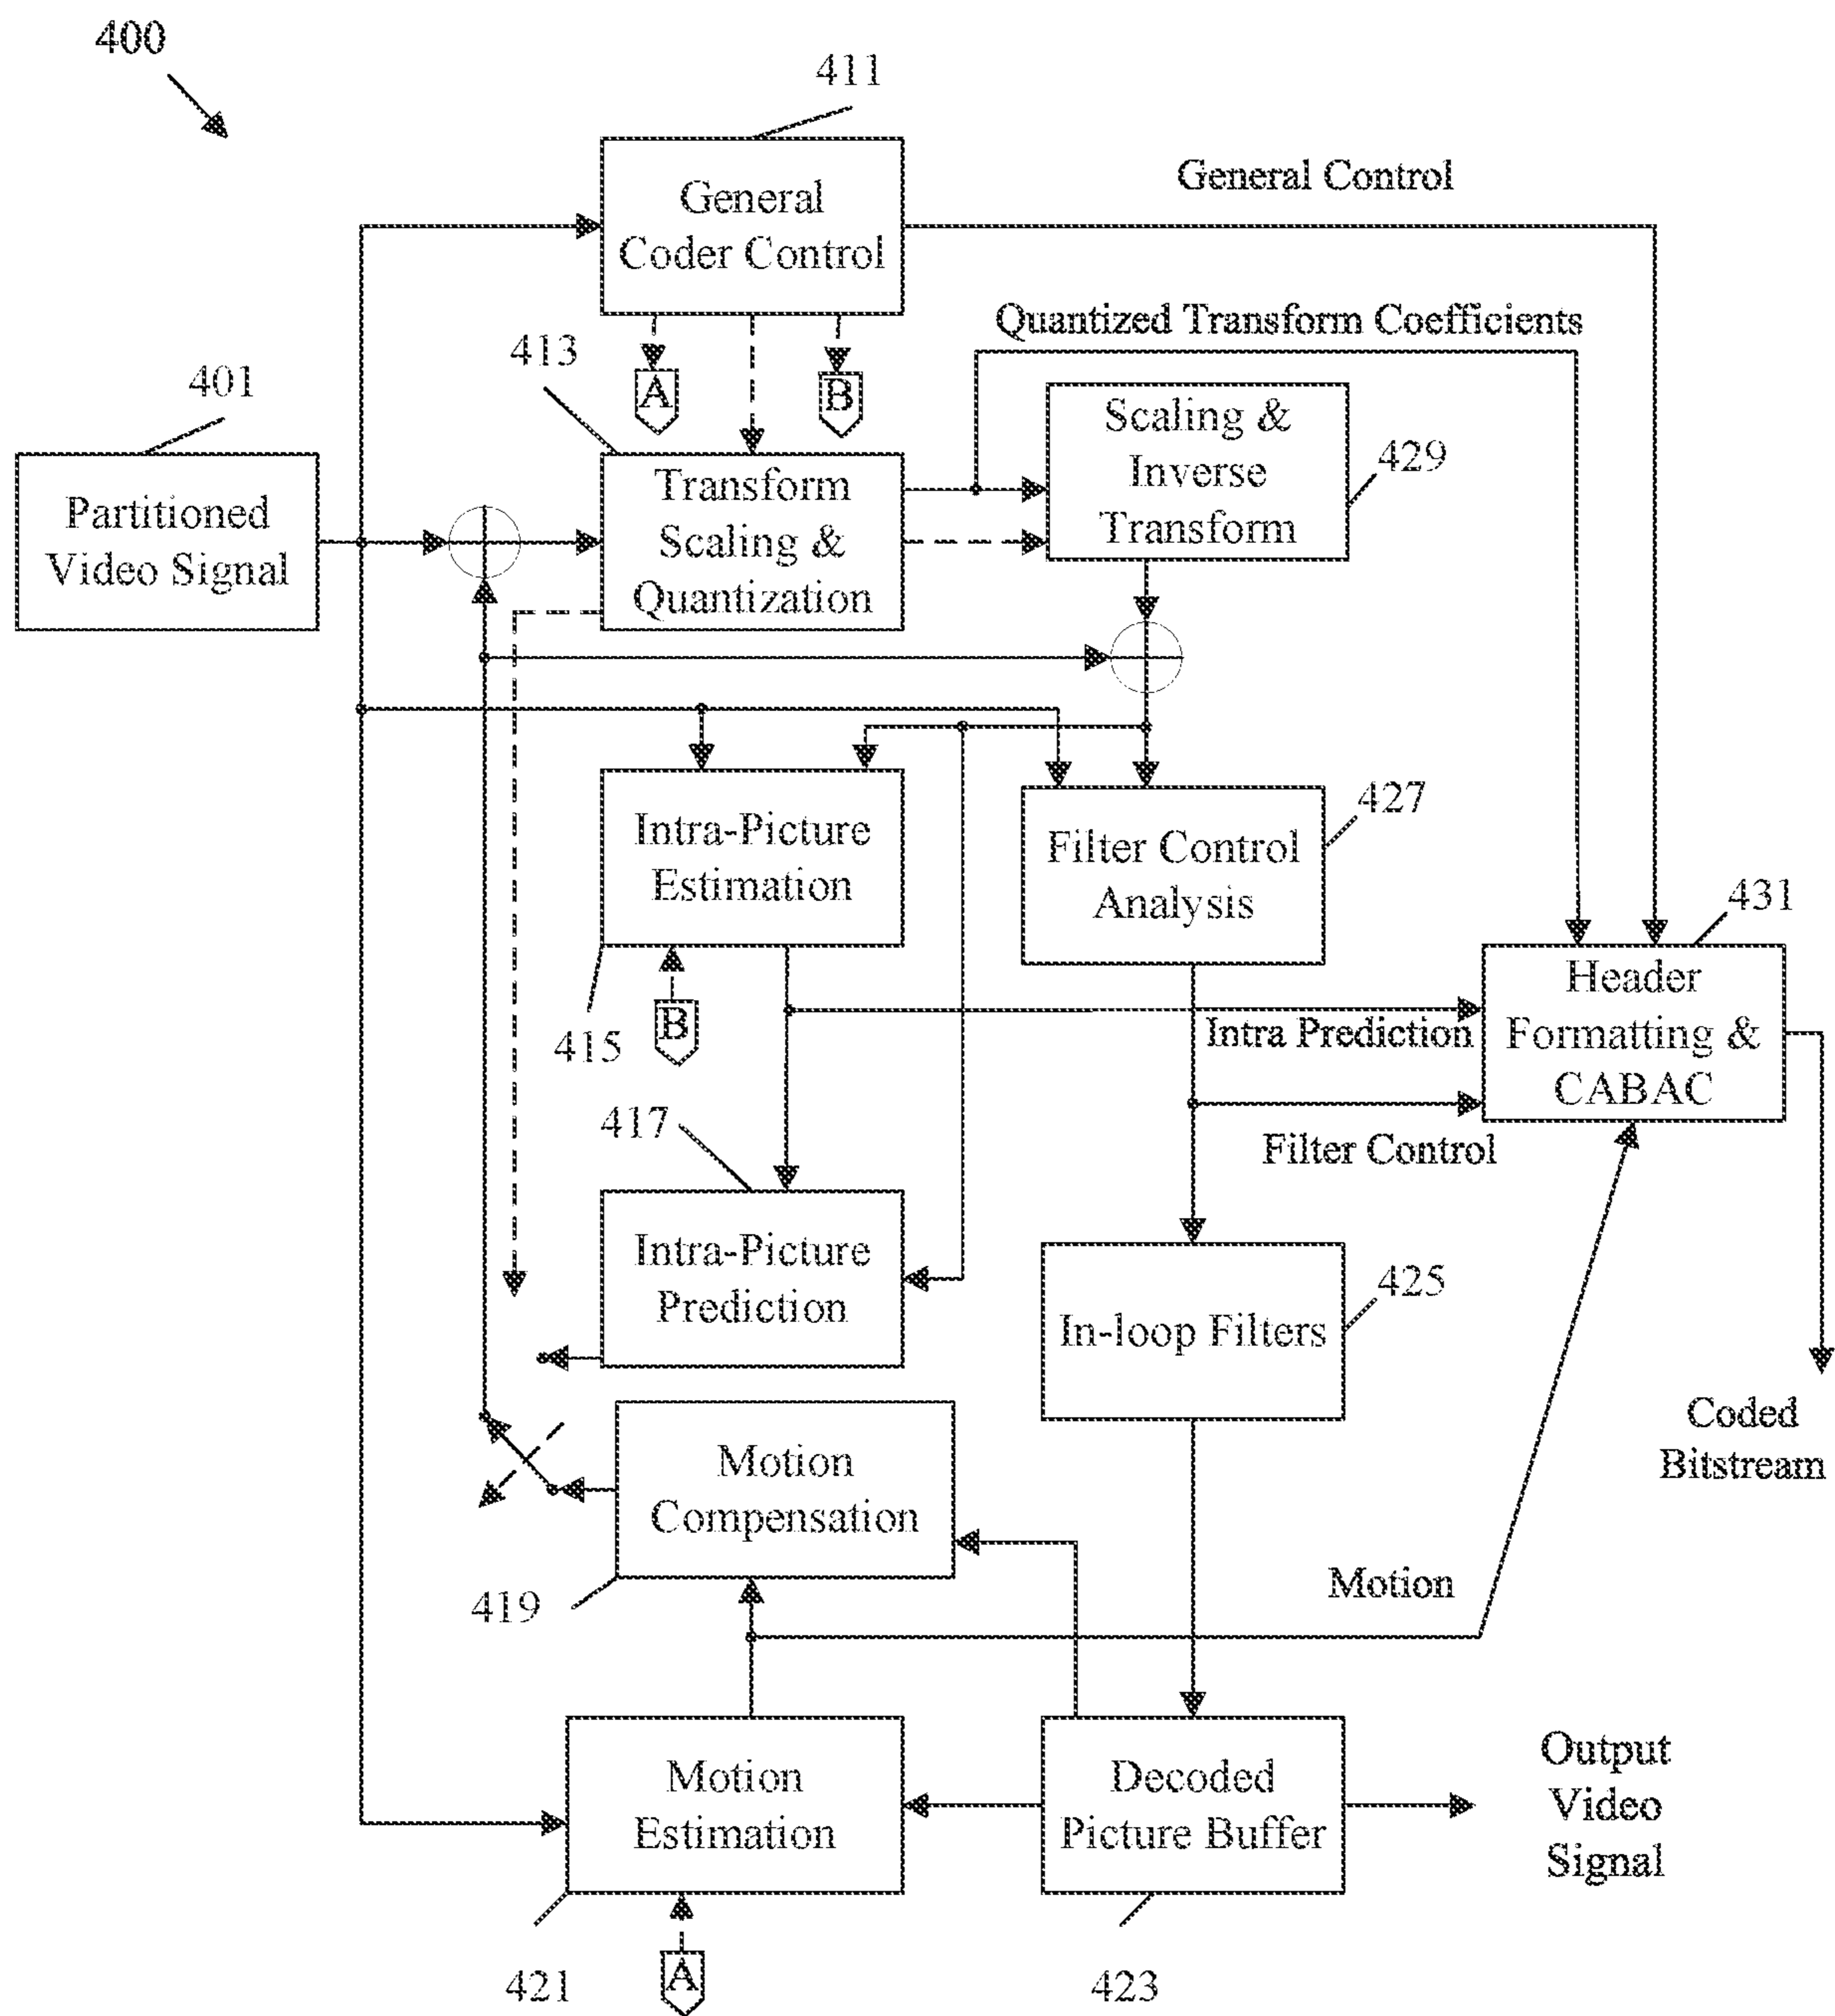 400
411
General
Coder Control
General Control
Quantized Transform Coefficients
413
A
B
401
Partitioned
Video Signal
Transform
Scaling &
Quantization
Scaling &
Inverse
Transform
429
Intra-Picture
Estimation
415
B
Filter Control
Analysis
427
431
Header
Formatting &
CABAC
Intra Prediction
Filter Control
417
Intra-Picture
Prediction
In-loop Filters
425
Coded
Bitstream
Motion
Compensation
419
Motion
Motion
Estimation
421
A
Decoded
Picture Buffer
423
Output
Video
Signal